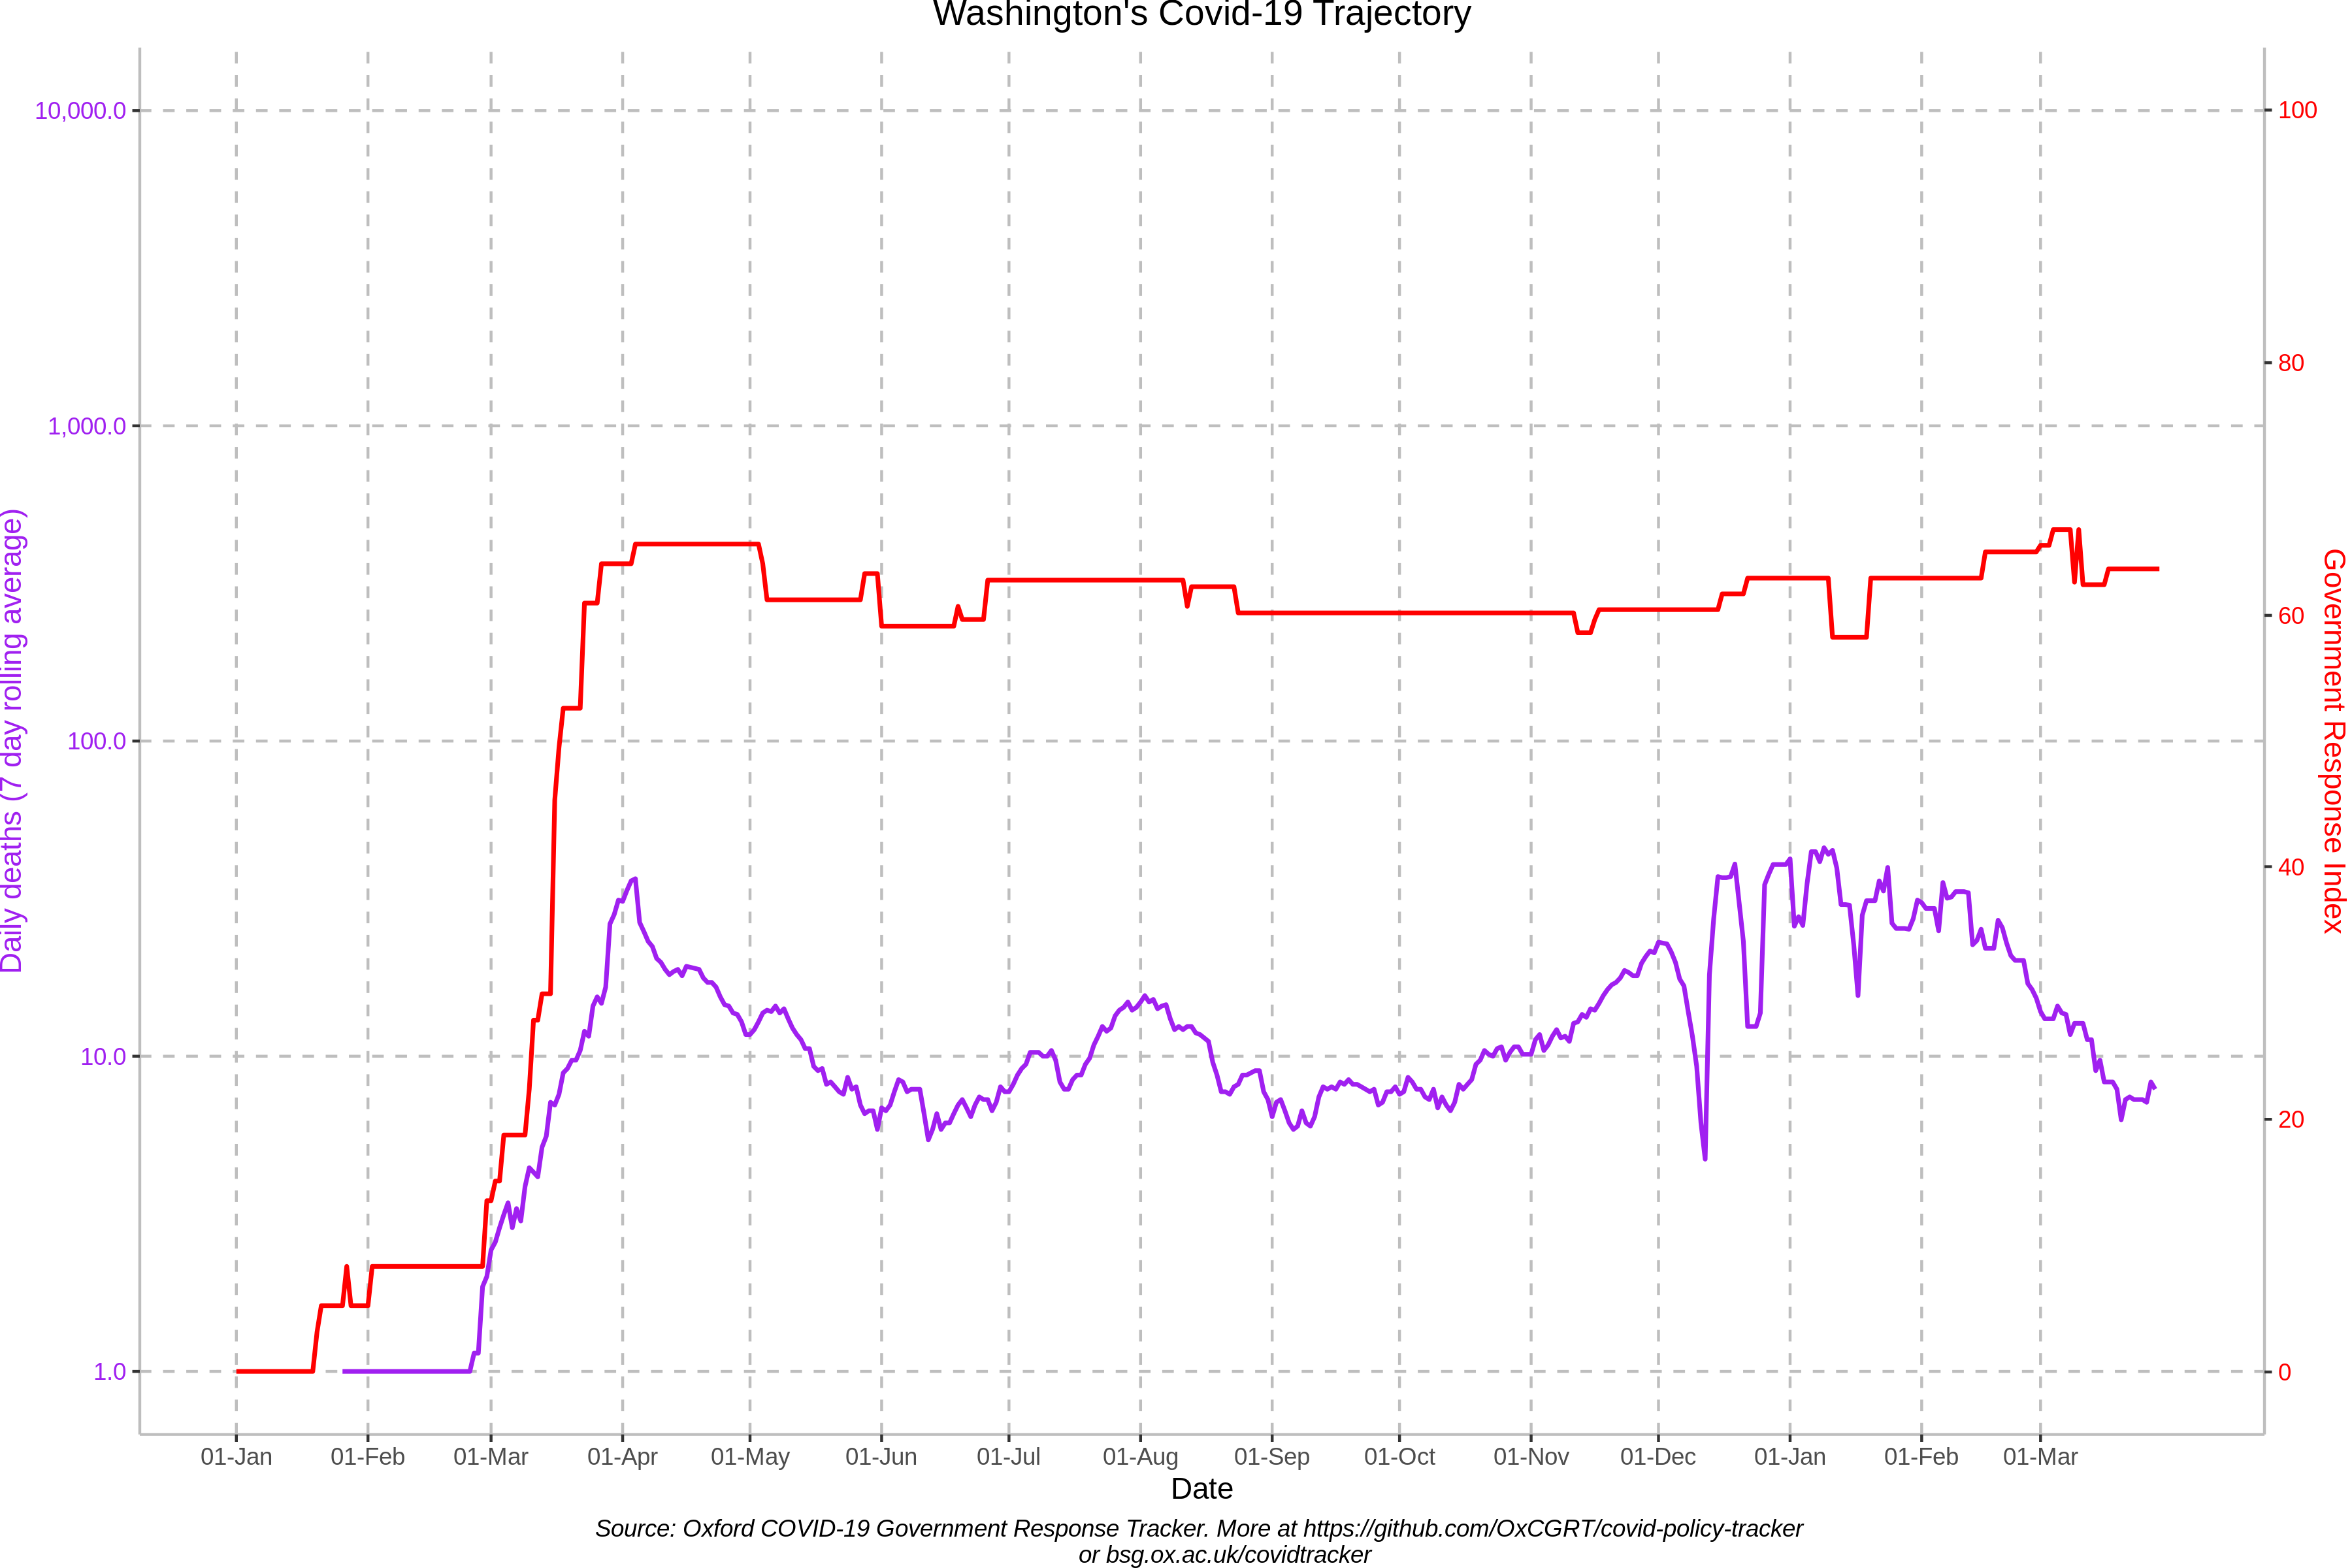 Washington's Covid-19 Trajectory
10,000.0
1,000.0
100.0
10.0
1.0
Daily deaths (7 day rolling average)
100
80
60
40
20
0
Government Response Index
01-Jan 01-Feb 01-Mar 01-Apr 01-May 01-Jun 01-Jul 01-Aug 01-Sep 01-Oct 01-Nov 01-Dec 01-Jan 01-Feb 01-Mar
Date
Source: Oxford COVID-19 Government Response Tracker. More at https://github.com/OxCGRT/covid-policy-tracker
or bsg.ox.ac.uk/covidtracker